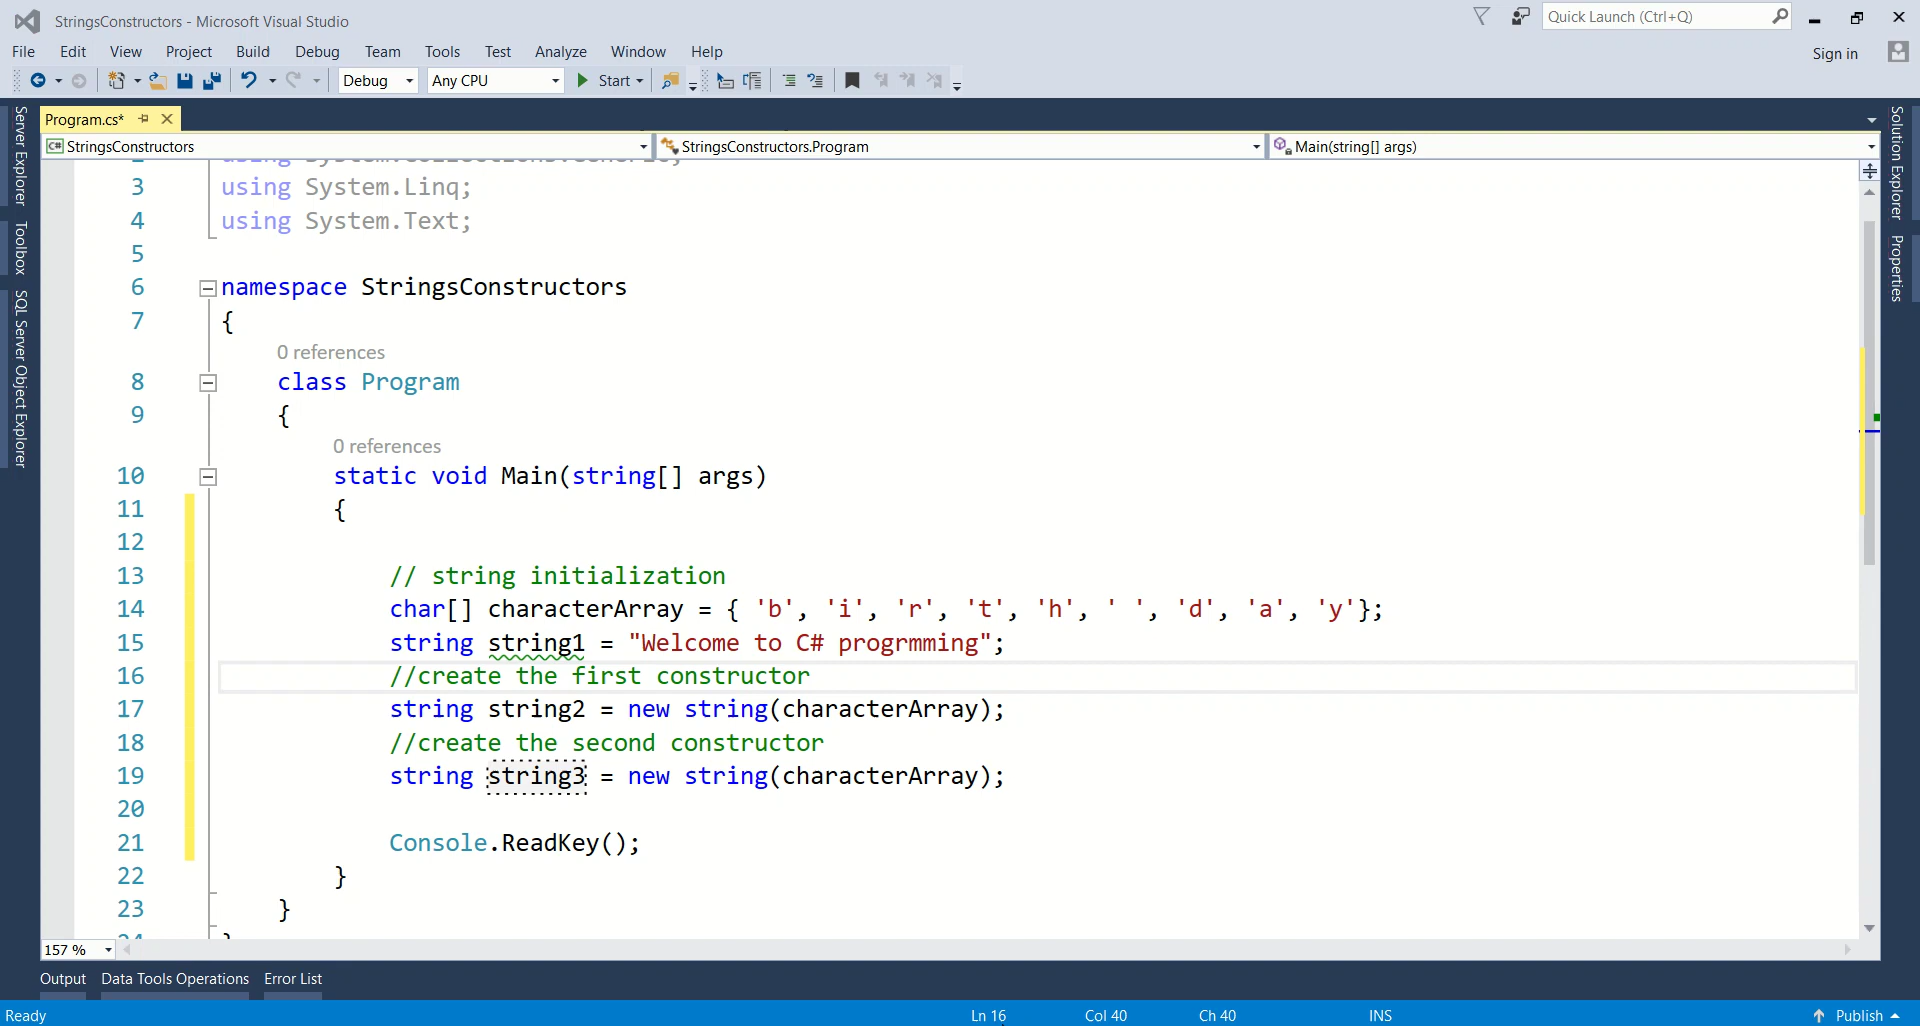 StringsConstructors - Microsoft Visual Studio
Quick Launch (Ctrl+Q)
File Edit View Project Build Debug Team Tools Test Analyze Window Help
Sign in
Debug Any CPU Start
Program.cs*
StringsConstructors StringsConstructors.Program Main(string[] args)
Server Explorer
Toolbox
SQL Server Object Explorer
Solution Explorer
Properties
3 using System.Linq;
4 using System.Text;
5
6 namespace StringsConstructors
7 {
0 references
8 class Program
9 {
0 references
10 static void Main(string[] args)
11 {
12
13 // string initialization
14 char[] characterArray = { 'b', 'i', 'r', 't', 'h', ' ', 'd', 'a', 'y'};
15 string string1 = "Welcome to C# progrmming";
16 //create the first constructor
17 string string2 = new string(characterArray);
18 //create the second constructor
19 string string3 = new string(characterArray);
20
21 Console.ReadKey();
22 }
23 }
157 %
Output Data Tools Operations Error List
Ready Ln 16 Col 40 Ch 40 INS Publish